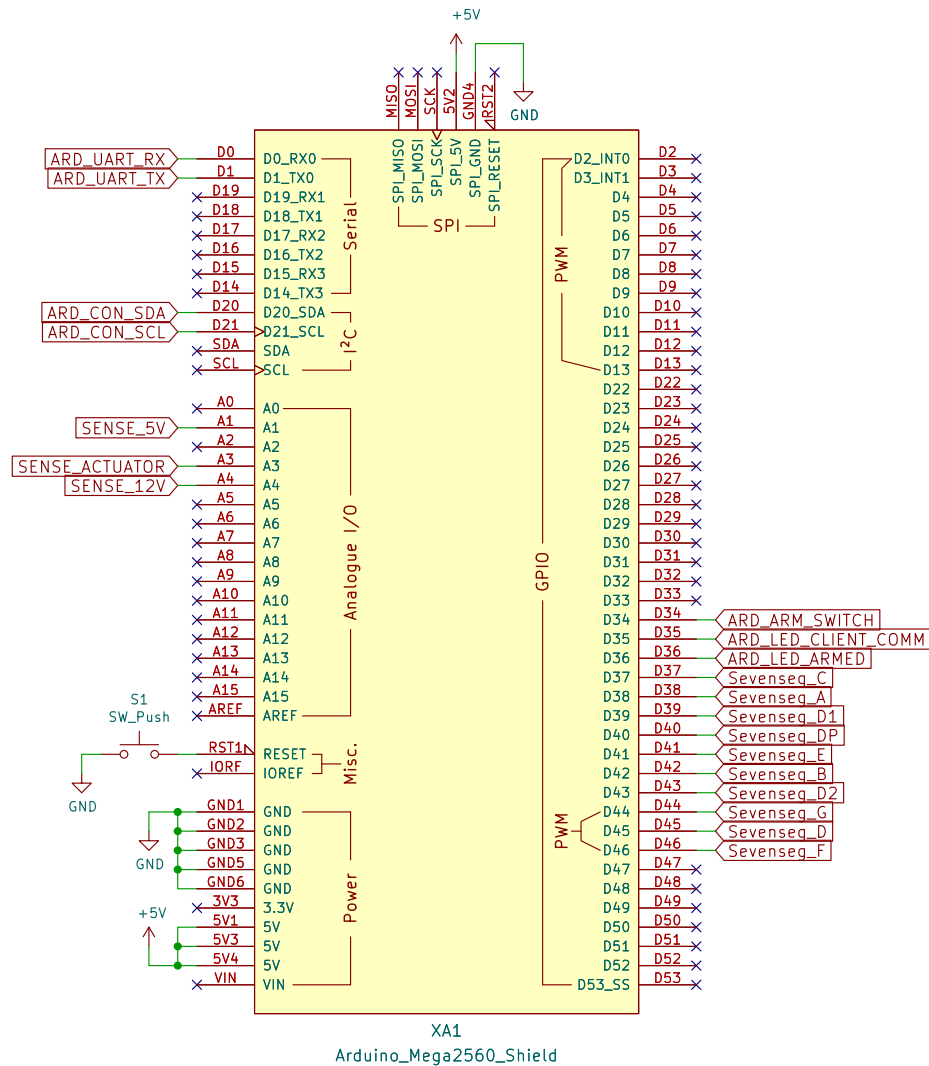 +5V
GND
MISO
MOSI
SCK
5V2
GND4
RST2
SPI_MISO
SPI_MOSI
SPI_SCK
SPI_5V
SPI_GND
SPI_RESET
SPI
ARD_UART_RX D0 D0_RX0
ARD_UART_TX D1 D1_TX0
D19 D19_RX1
D18 D18_TX1
D17 D17_RX2
D16 D16_TX2
D15 D15_RX3
D14 D14_TX3
Serial
ARD_CON_SDA D20 D20_SDA
ARD_CON_SCL D21 D21_SCL
SDA SDA
SCL SCL
I²C
A0 A0
SENSE_5V A1 A1
A2 A2
SENSE_ACTUATOR A3 A3
SENSE_12V A4 A4
A5 A5
A6 A6
A7 A7
A8 A8
A9 A9
A10 A10
A11 A11
A12 A12
A13 A13
A14 A14
A15 A15
AREF AREF
Analogue I/O
S1
SW_Push
GND
RST1 RESET
IORF IOREF
Misc.
GND1 GND
GND2 GND
GND3 GND
GND5 GND
GND6 GND
GND
3V3 3.3V
+5V
5V1 5V
5V3 5V
5V4 5V
VIN VIN
Power
D2_INT0 D2
D3_INT1 D3
D4 D4
D5 D5
D6 D6
D7 D7
D8 D8
D9 D9
D10 D10
D11 D11
D12 D12
D13 D13
PWM
D22 D22
D23 D23
D24 D24
D25 D25
D26 D26
D27 D27
D28 D28
D29 D29
D30 D30
D31 D31
D32 D32
D33 D33
GPIO
D34 D34 ARD_ARM_SWITCH
D35 D35 ARD_LED_CLIENT_COMM
D36 D36 ARD_LED_ARMED
D37 D37 Sevenseg_C
D38 D38 Sevenseg_A
D39 D39 Sevenseg_D1
D40 D40 Sevenseg_DP
D41 D41 Sevenseg_E
D42 D42 Sevenseg_B
D43 D43 Sevenseg_D2
D44 D44 Sevenseg_G
D45 D45 Sevenseg_D
D46 D46 Sevenseg_F
PWM
D47 D47
D48 D48
D49 D49
D50 D50
D51 D51
D52 D52
D53_SS D53
XA1
Arduino_Mega2560_Shield